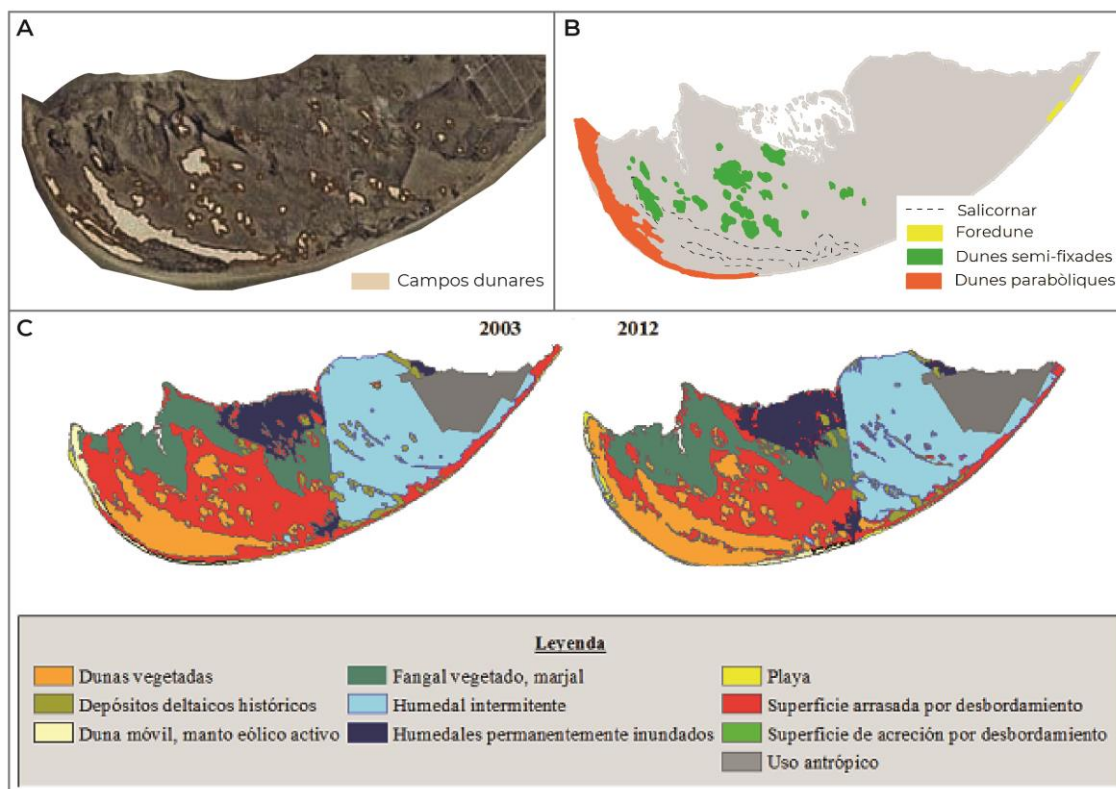 A
Campos dunares
B
Salicornar
Foredune
Dunes semi-fixades
Dunes parabòliques
C
2003
2012
Leyenda
Dunas vegetadas
Depósitos deltaicos históricos
Duna móvil, manto eólico activo
Fangal vegetado, marjal
Humedal intermitente
Humedales permanentemente inundados
Playa
Superficie arrasada por desbordamiento
Superficie de acreción por desbordamiento
Uso antrópico